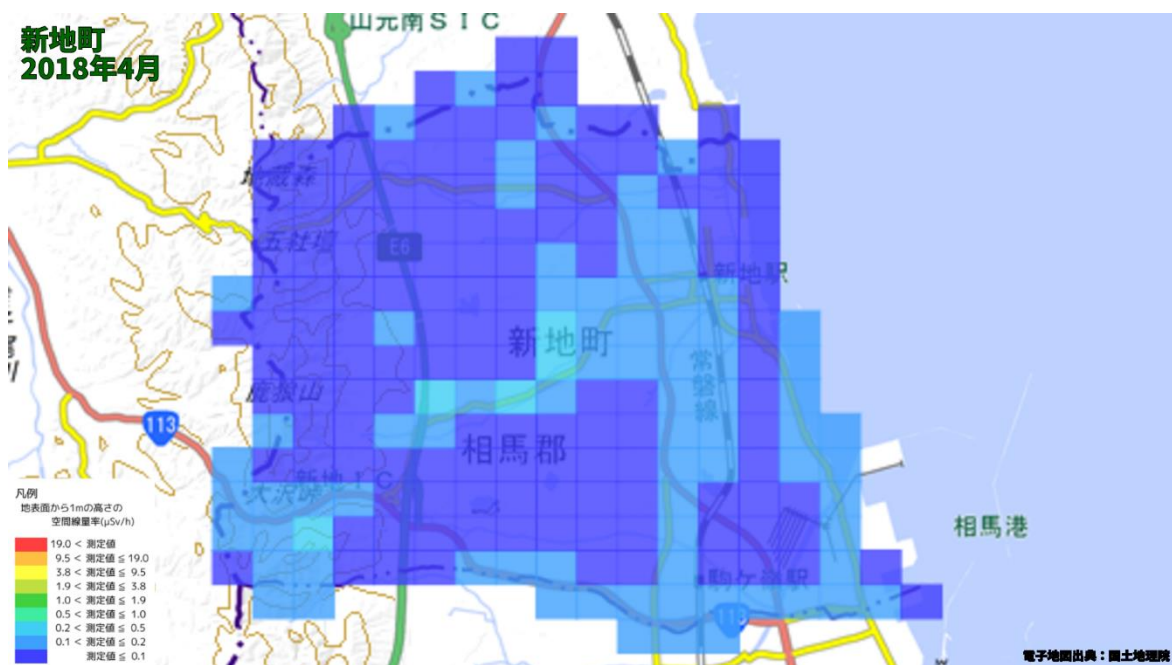 新地町
2018年4月
山元南ＳＩＣ
地蔵森
五社壇
E6
新地駅
新地町
常磐線
鹿狼山
113
相馬郡
新地ＩＣ
大沢峠
相馬港
駒ケ嶺駅
113
凡例
地表面から1mの高さの
空間線量率(μSv/h)
19.0 < 測定値
9.5 < 測定値 ≦ 19.0
3.8 < 測定値 ≦ 9.5
1.9 < 測定値 ≦ 3.8
1.0 < 測定値 ≦ 1.9
0.5 < 測定値 ≦ 1.0
0.2 < 測定値 ≦ 0.5
0.1 < 測定値 ≦ 0.2
測定値 ≦ 0.1
電子地図出典：国土地理院